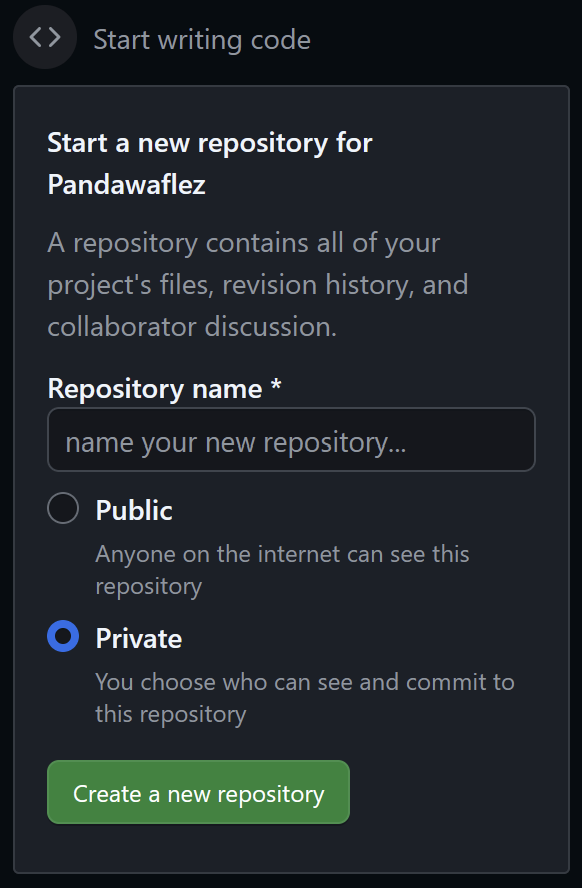 Start writing code
Start a new repository for
Pandawaflez
A repository contains all of your
project's files, revision history, and
collaborator discussion.
Repository name *
name your new repository...
Public
Anyone on the internet can see this
repository
Private
You choose who can see and commit to
this repository
Create a new repository